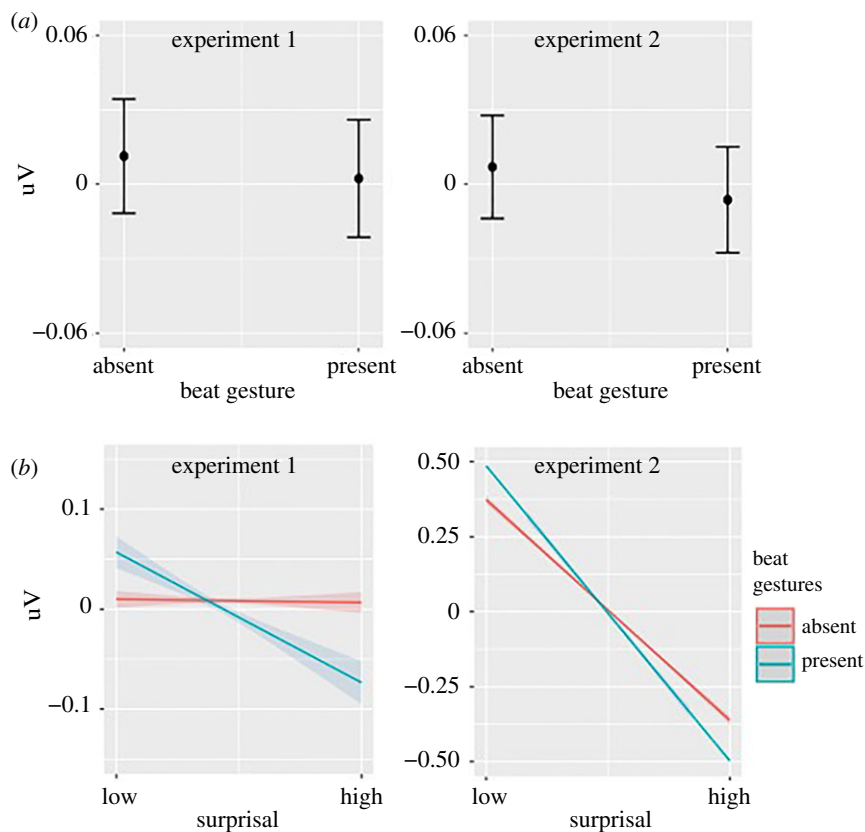 (a)
experiment 1
experiment 2
0.06
0
−0.06
uV
absent
present
beat gesture
0.06
0
−0.06
absent
present
beat gesture
(b)
experiment 1
experiment 2
0.1
0
−0.1
uV
low
high
surprisal
0.50
0.25
0
−0.25
−0.50
low
high
surprisal
beat
gestures
absent
present